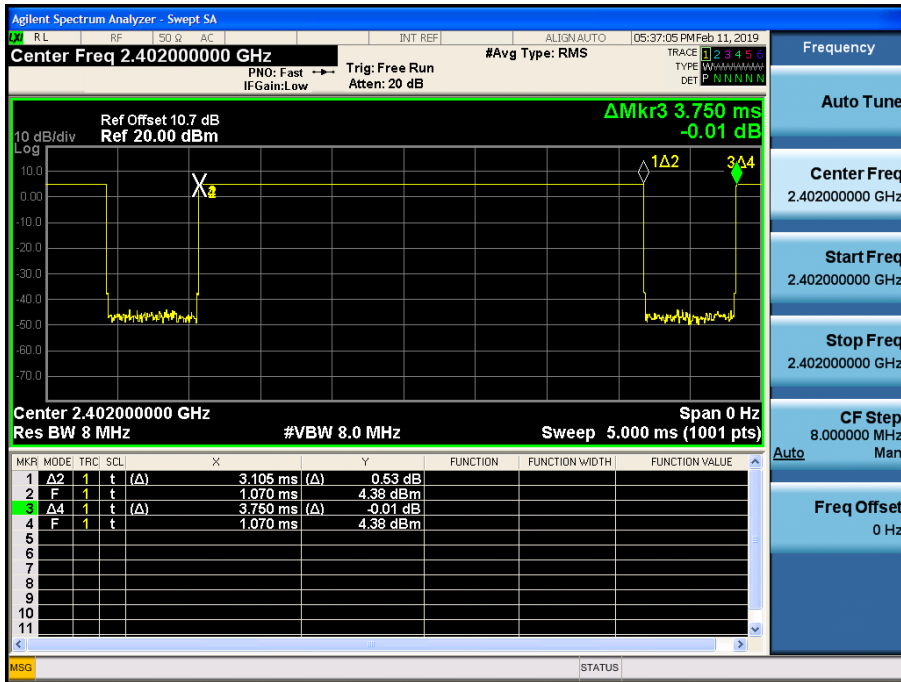 Agilent Spectrum Analyzer - Swept SA
LXI RL RF 50 Ω AC INT REF ALIGN AUTO 05:37:05 PM Feb 11, 2019
Center Freq 2.402000000 GHz
#Avg Type: RMS
TRACE 1 2 3 4 5 6
PNO: Fast
Trig: Free Run
TYPE W
IFGain:Low
Atten: 20 dB
DET P N N N N N
Frequency
Auto Tune
Ref Offset 10.7 dB
ΔMkr3 3.750 ms
10 dB/div Ref 20.00 dBm
-0.01 dB
Log
10.0
0.00
-10.0
-20.0
-30.0
-40.0
-50.0
-60.0
-70.0
1Δ2
3Δ4
Center Freq
2.402000000 GHz
Start Freq
2.402000000 GHz
Stop Freq
2.402000000 GHz
Center 2.402000000 GHz Span 0 Hz
Res BW 8 MHz #VBW 8.0 MHz Sweep 5.000 ms (1001 pts)
CF Step
8.000000 MHz
Auto Man
Freq Offset
0 Hz
MKR MODE TRC SCL X Y FUNCTION FUNCTION WIDTH FUNCTION VALUE
1 Δ2 1 t (Δ) 3.105 ms (Δ) 0.53 dB
2 F 1 t 1.070 ms 4.38 dBm
3 Δ4 1 t (Δ) 3.750 ms (Δ) -0.01 dB
4 F 1 t 1.070 ms 4.38 dBm
5
6
7
8
9
10
11
MSG STATUS